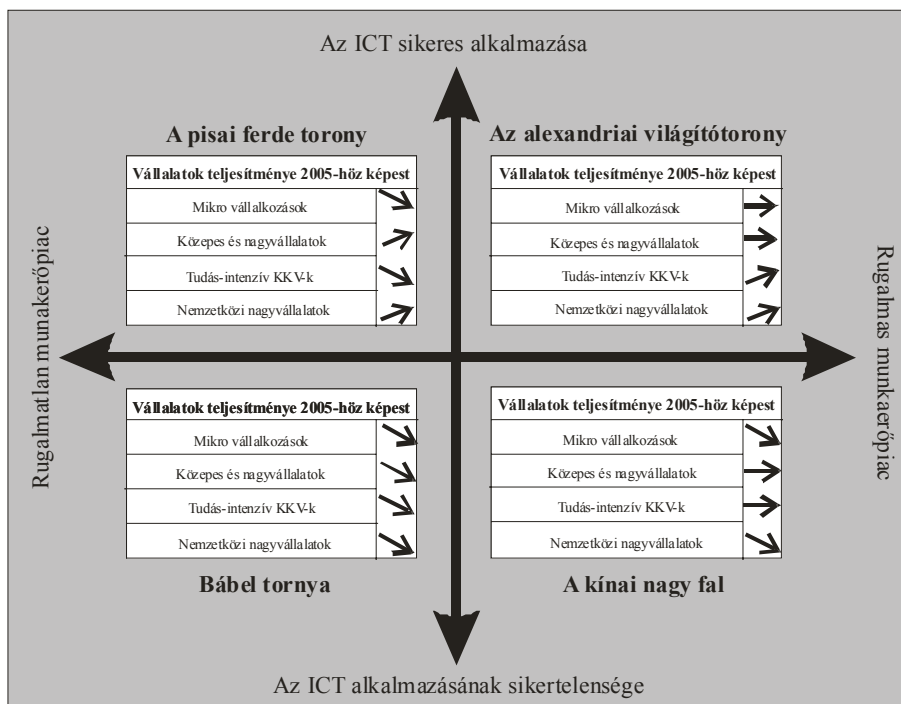 Az ICT sikeres alkalmazása
A pisai ferde torony
Vállalatok teljesítménye 2005-höz képest
Mikro vállalkozások
Közepes és nagyvállalatok
Tudás-intenzív KKV-k
Nemzetközi nagyvállalatok
Az alexandriai világítótorony
Vállalatok teljesítménye 2005-höz képest
Mikro vállalkozások
Közepes és nagyvállalatok
Tudás-intenzív KKV-k
Nemzetközi nagyvállalatok
Rugalmatlan munakerőpiac
Rugalmas munkaerőpiac
Vállalatok teljesítménye 2005-höz képest
Mikro vállalkozások
Közepes és nagyvállalatok
Tudás-intenzív KKV-k
Nemzetközi nagyvállalatok
Bábel tornya
Vállalatok teljesítménye 2005-höz képest
Mikro vállalkozások
Közepes és nagyvállalatok
Tudás-intenzív KKV-k
Nemzetközi nagyvállalatok
A kínai nagy fal
Az ICT alkalmazásának sikertelensége